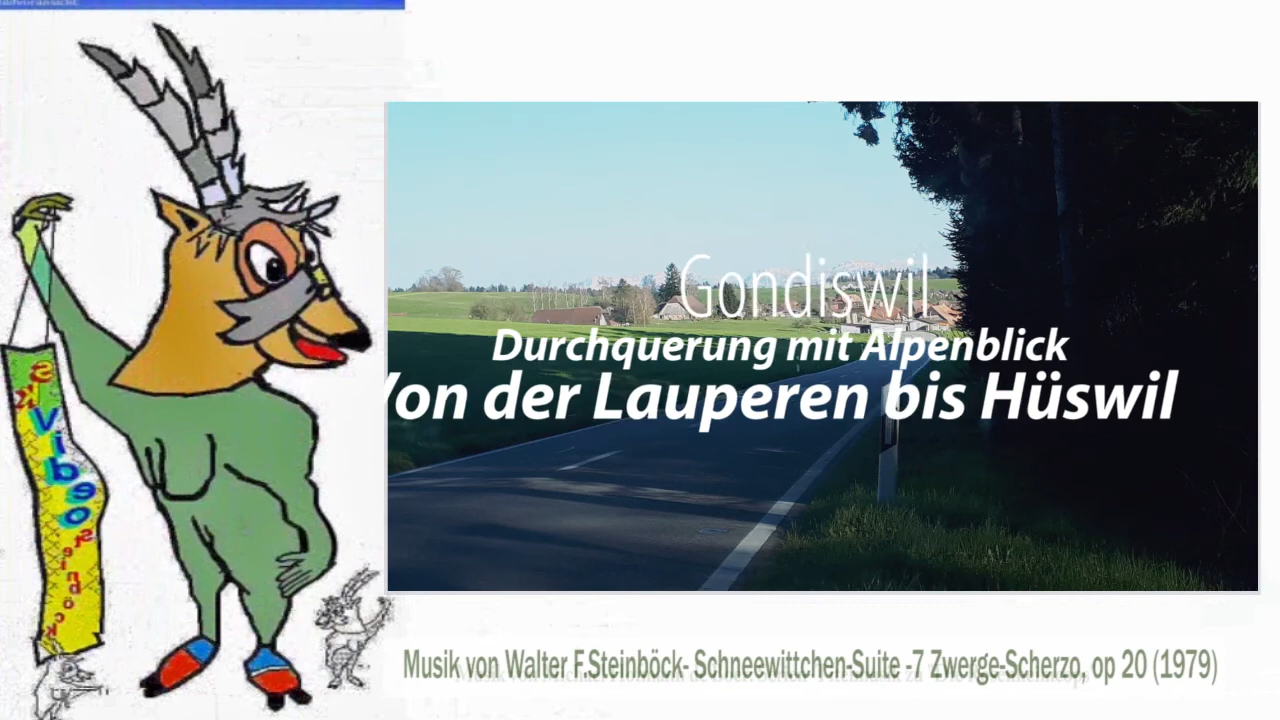 Gondiswil
Durchquerung mit Alpenblick
Von der Lauperen bis Hüswil
Vibeo
Musik von Walter F.Steinböck- Schneewittchen-Suite -7 Zwerge-Scherzo, op 20 (1979)